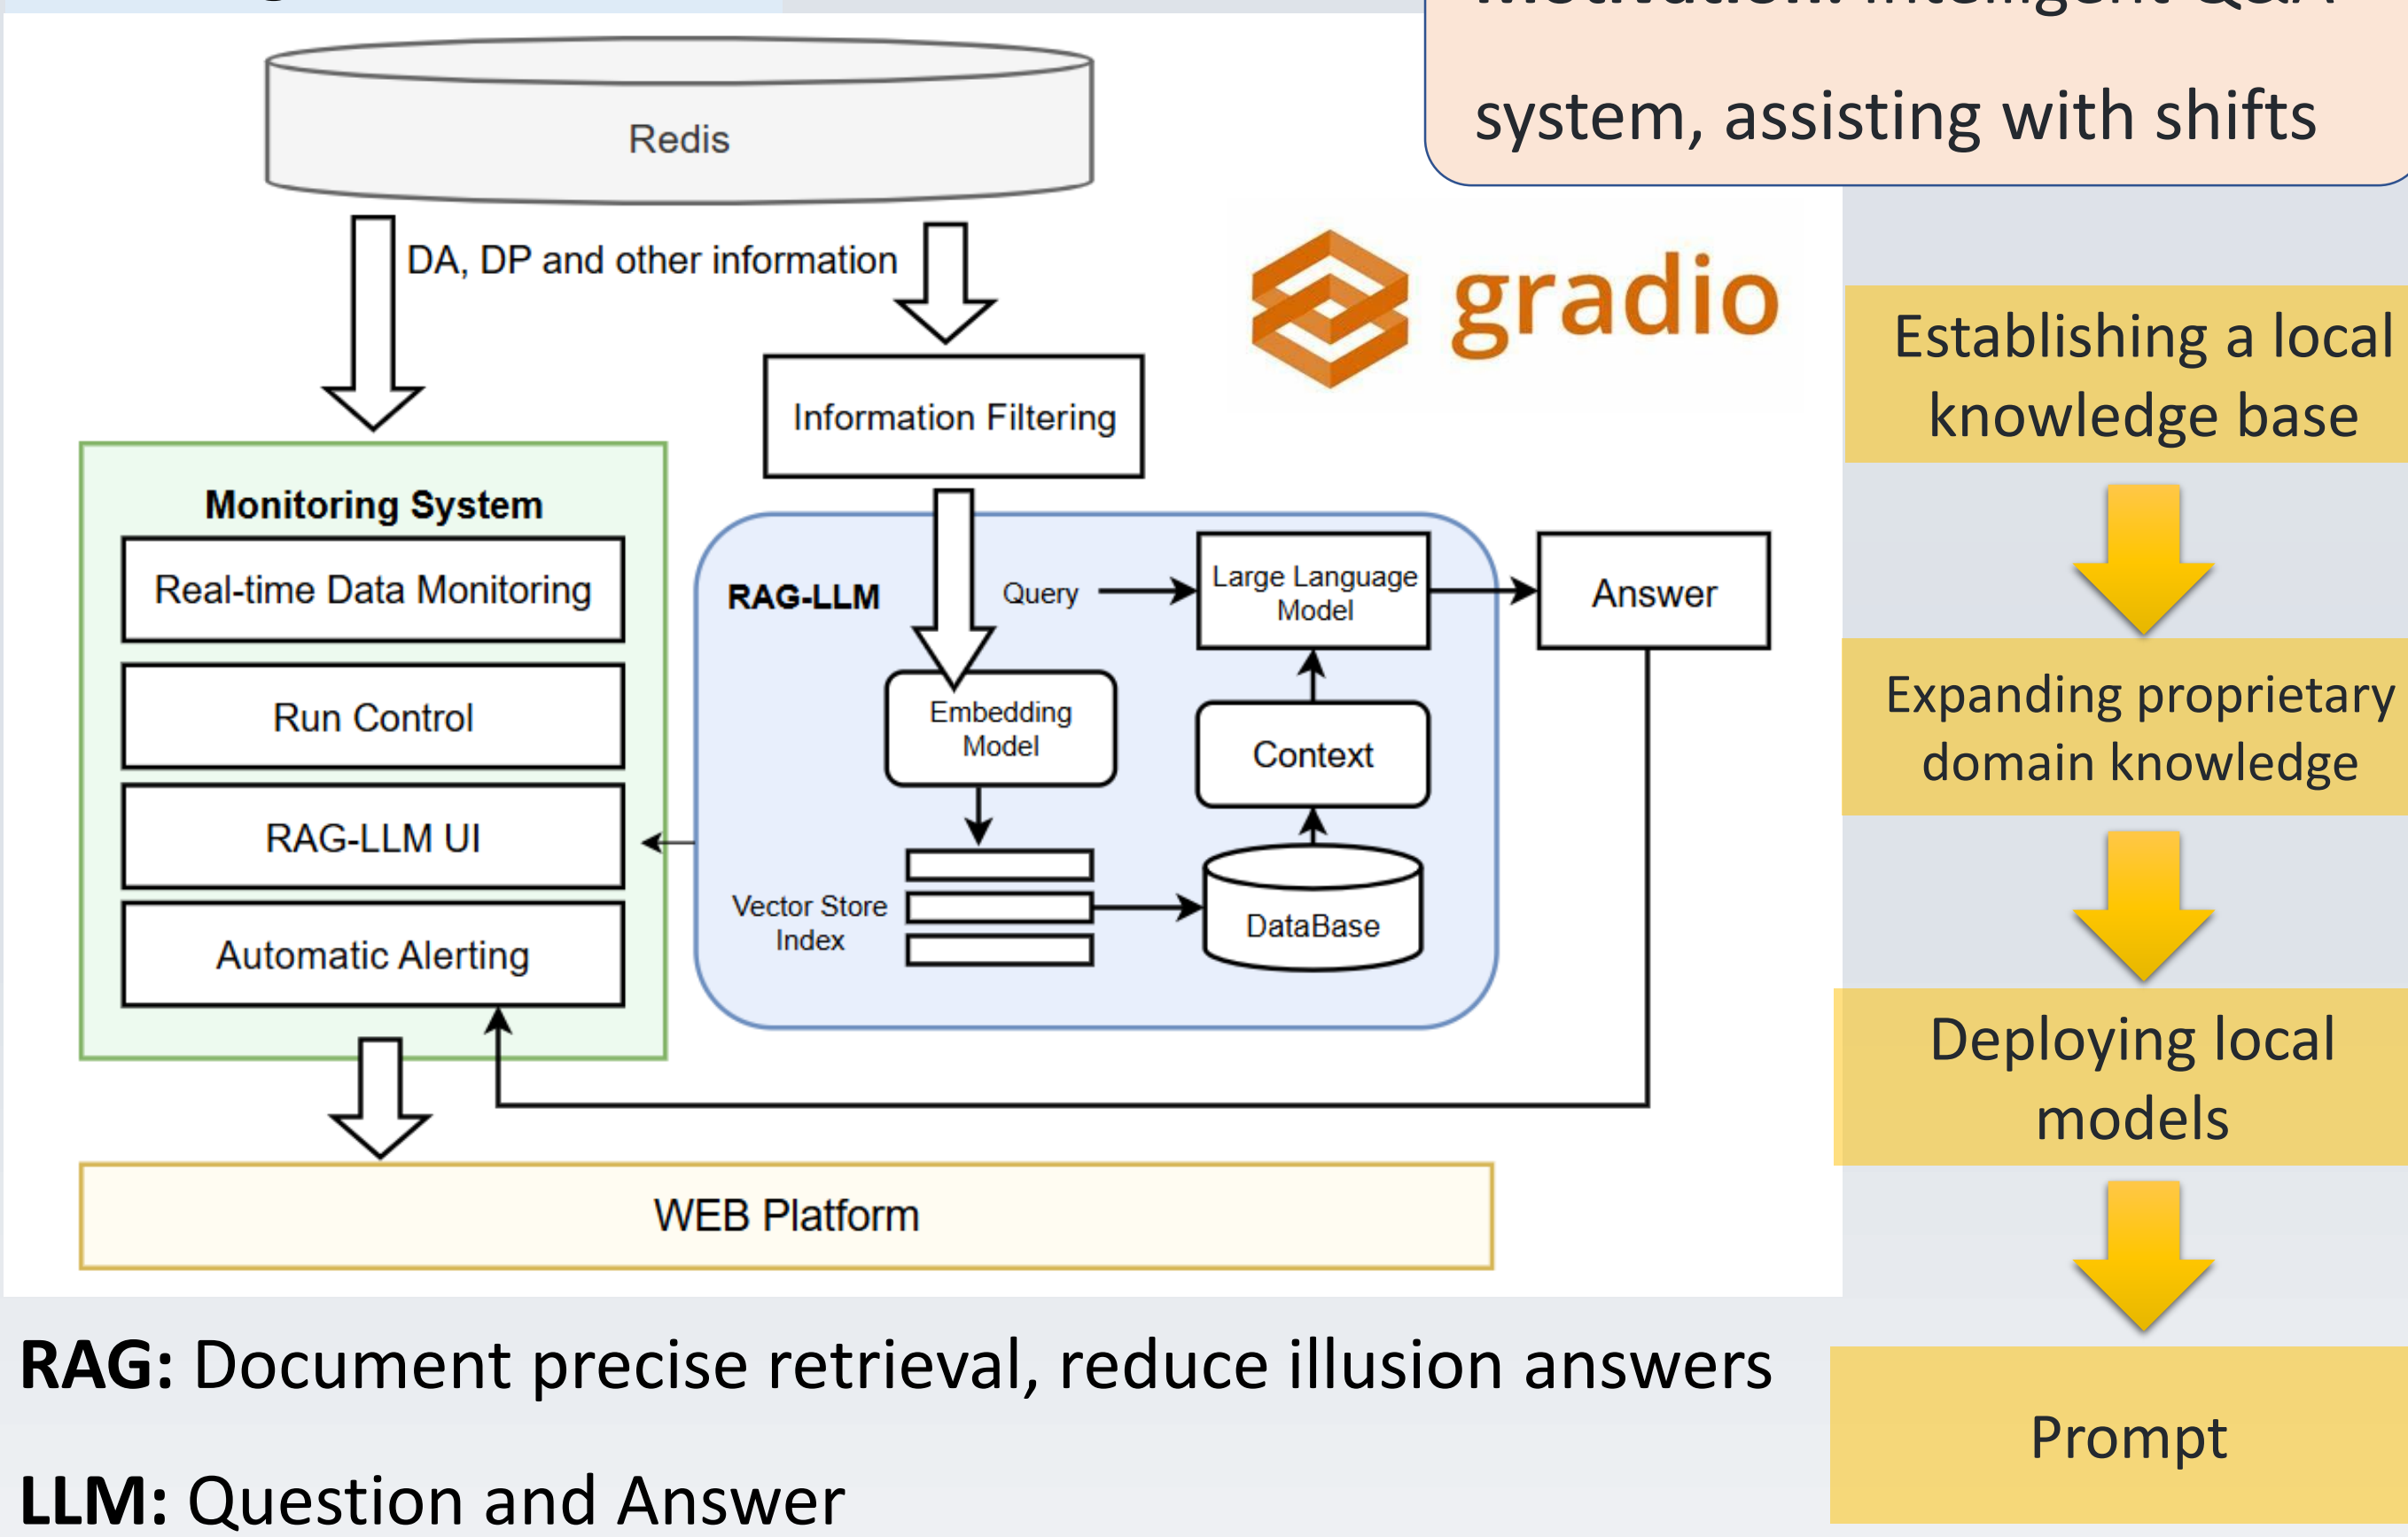 Motivation: Intelligent Q&A
system, assisting with shifts
Redis
DA, DP and other information
gradio
Information Filtering
Monitoring System
Real-time Data Monitoring
Run Control
RAG-LLM UI
Automatic Alerting
RAG-LLM
Query
Large Language
Model
Answer
Embedding
Model
Context
Vector Store
Index
DataBase
WEB Platform
Establishing a local
knowledge base
Expanding proprietary
domain knowledge
Deploying local
models
Prompt
RAG: Document precise retrieval, reduce illusion answers
LLM: Question and Answer